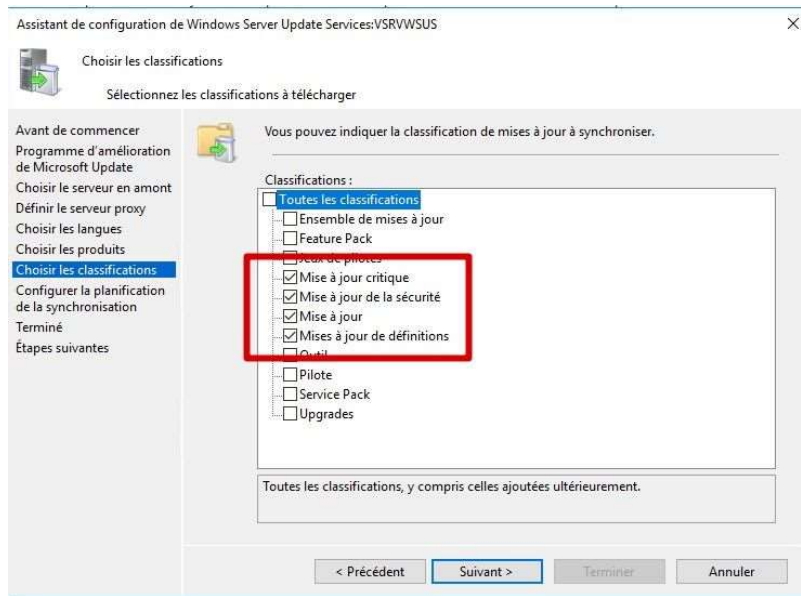 Assistant de configuration de Windows Server Update Services:VSRVWSUS
Choisir les classifications
Sélectionnez les classifications à télécharger
Avant de commencer
Programme d'amélioration
de Microsoft Update
Choisir le serveur en amont
Définir le serveur proxy
Choisir les langues
Choisir les produits
Choisir les classifications
Configurer la planification
de la synchronisation
Terminé
Étapes suivantes
Vous pouvez indiquer la classification de mises à jour à synchroniser.
Classifications :
Toutes les classifications
Ensemble de mises à jour
Feature Pack
Jeux de pilotes
Mise à jour critique
Mise à jour de la sécurité
Mise à jour
Mises à jour de définitions
Outil
Pilote
Service Pack
Upgrades
Toutes les classifications, y compris celles ajoutées ultérieurement.
< Précédent
Suivant >
Terminer
Annuler